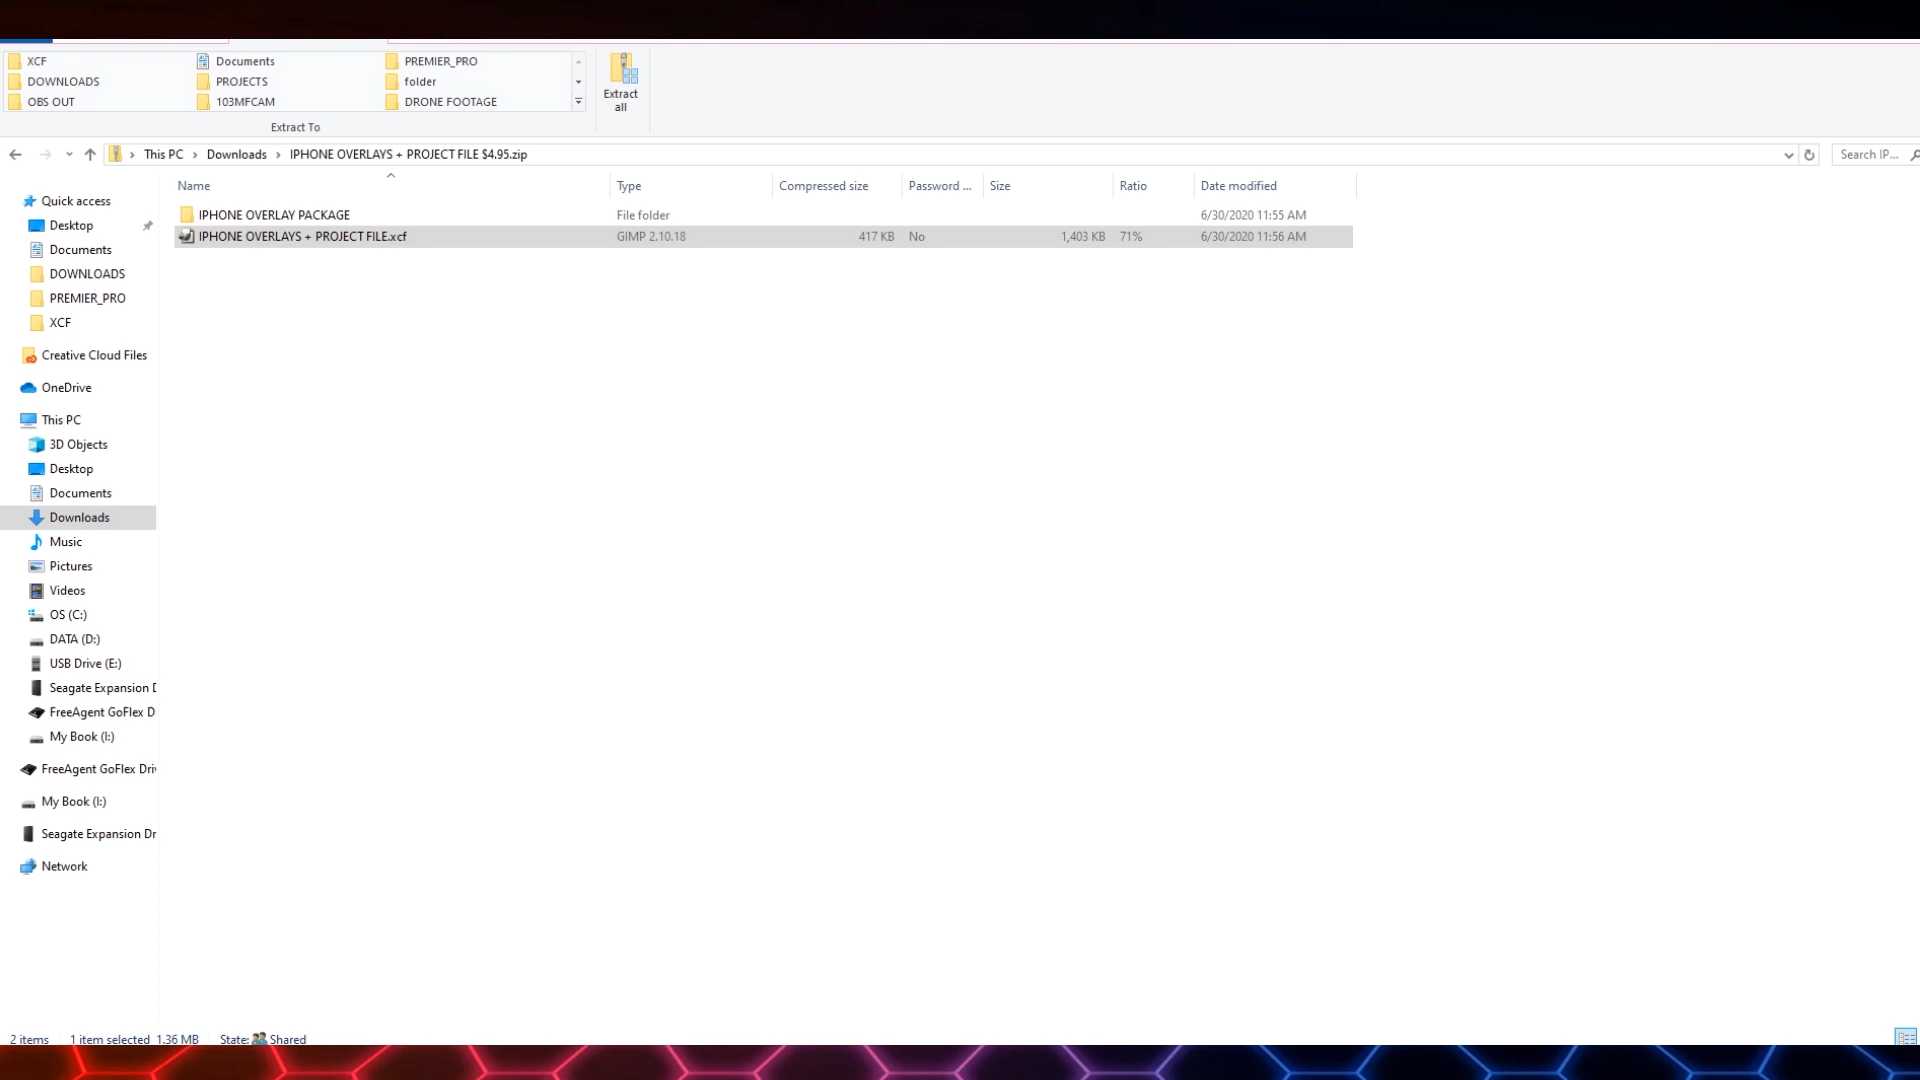 XCF
Documents
PREMIER_PRO
DOWNLOADS
PROJECTS
folder
OBS OUT
103MFCAM
DRONE FOOTAGE
Extract all
Extract To
This PC > Downloads > IPHONE OVERLAYS + PROJECT FILE $4.95.zip
Search IP...
Name Type Compressed size Password ... Size Ratio Date modified
IPHONE OVERLAY PACKAGE File folder 6/30/2020 11:55 AM
IPHONE OVERLAYS + PROJECT FILE.xcf GIMP 2.10.18 417 KB No 1,403 KB 71% 6/30/2020 11:56 AM
Quick access
Desktop
Documents
DOWNLOADS
PREMIER_PRO
XCF
Creative Cloud Files
OneDrive
This PC
3D Objects
Desktop
Documents
Downloads
Music
Pictures
Videos
OS (C:)
DATA (D:)
USB Drive (E:)
Seagate Expansion D
FreeAgent GoFlex D
My Book (I:)
FreeAgent GoFlex Driv
My Book (I:)
Seagate Expansion Dr
Network
2 items 1 item selected 1.36 MB State: Shared